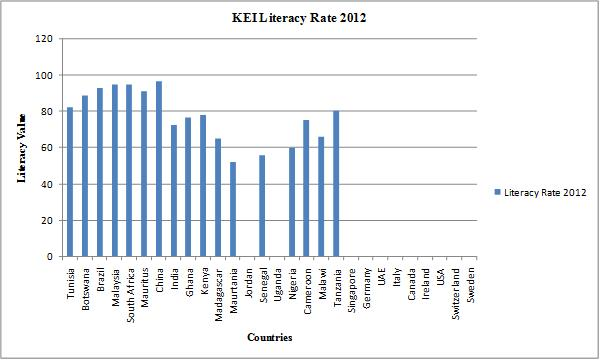 KEI Literacy Rate 2012
120
100
80
60
40
20
0
Literacy Value
Tunisia
Botswana
Brazil
Malaysia
South Africa
Mauritus
China
India
Ghana
Kenya
Madagascar
Maurtania
Jordan
Senegal
Uganda
Nigeria
Cameroon
Malawi
Tanzania
Singapore
Germany
UAE
Italy
Canada
Ireland
USA
Switzerland
Sweden
Countries
Literacy Rate 2012